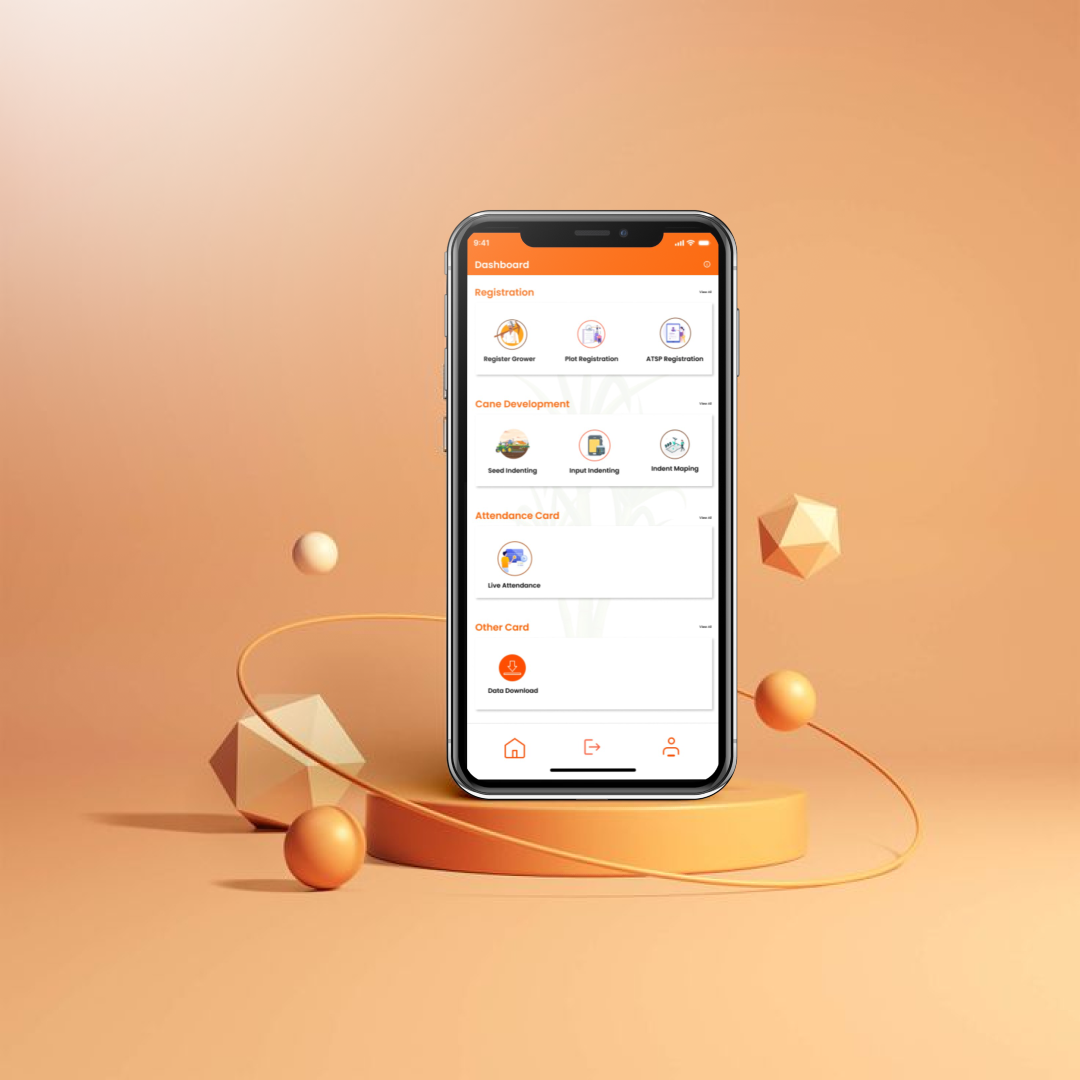 9:41
Dashboard
Registration View All
Register Grower Plot Registration ATSP Registration
Cane Development View All
Seed Indenting Input Indenting Indent Maping
Attendance Card View All
Live Attendance
Other Card View All
Data Download